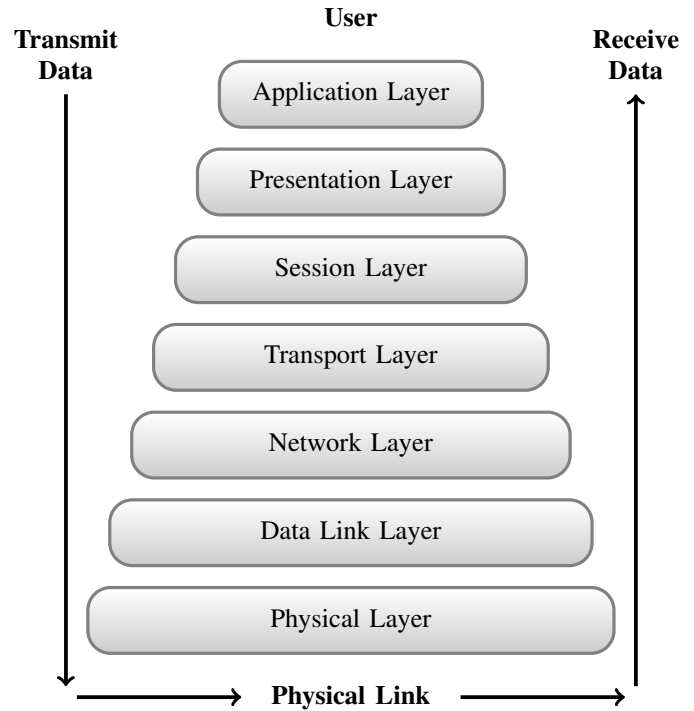 User
Transmit
Data
Receive
Data
Application Layer
Presentation Layer
Session Layer
Transport Layer
Network Layer
Data Link Layer
Physical Layer
Physical Link